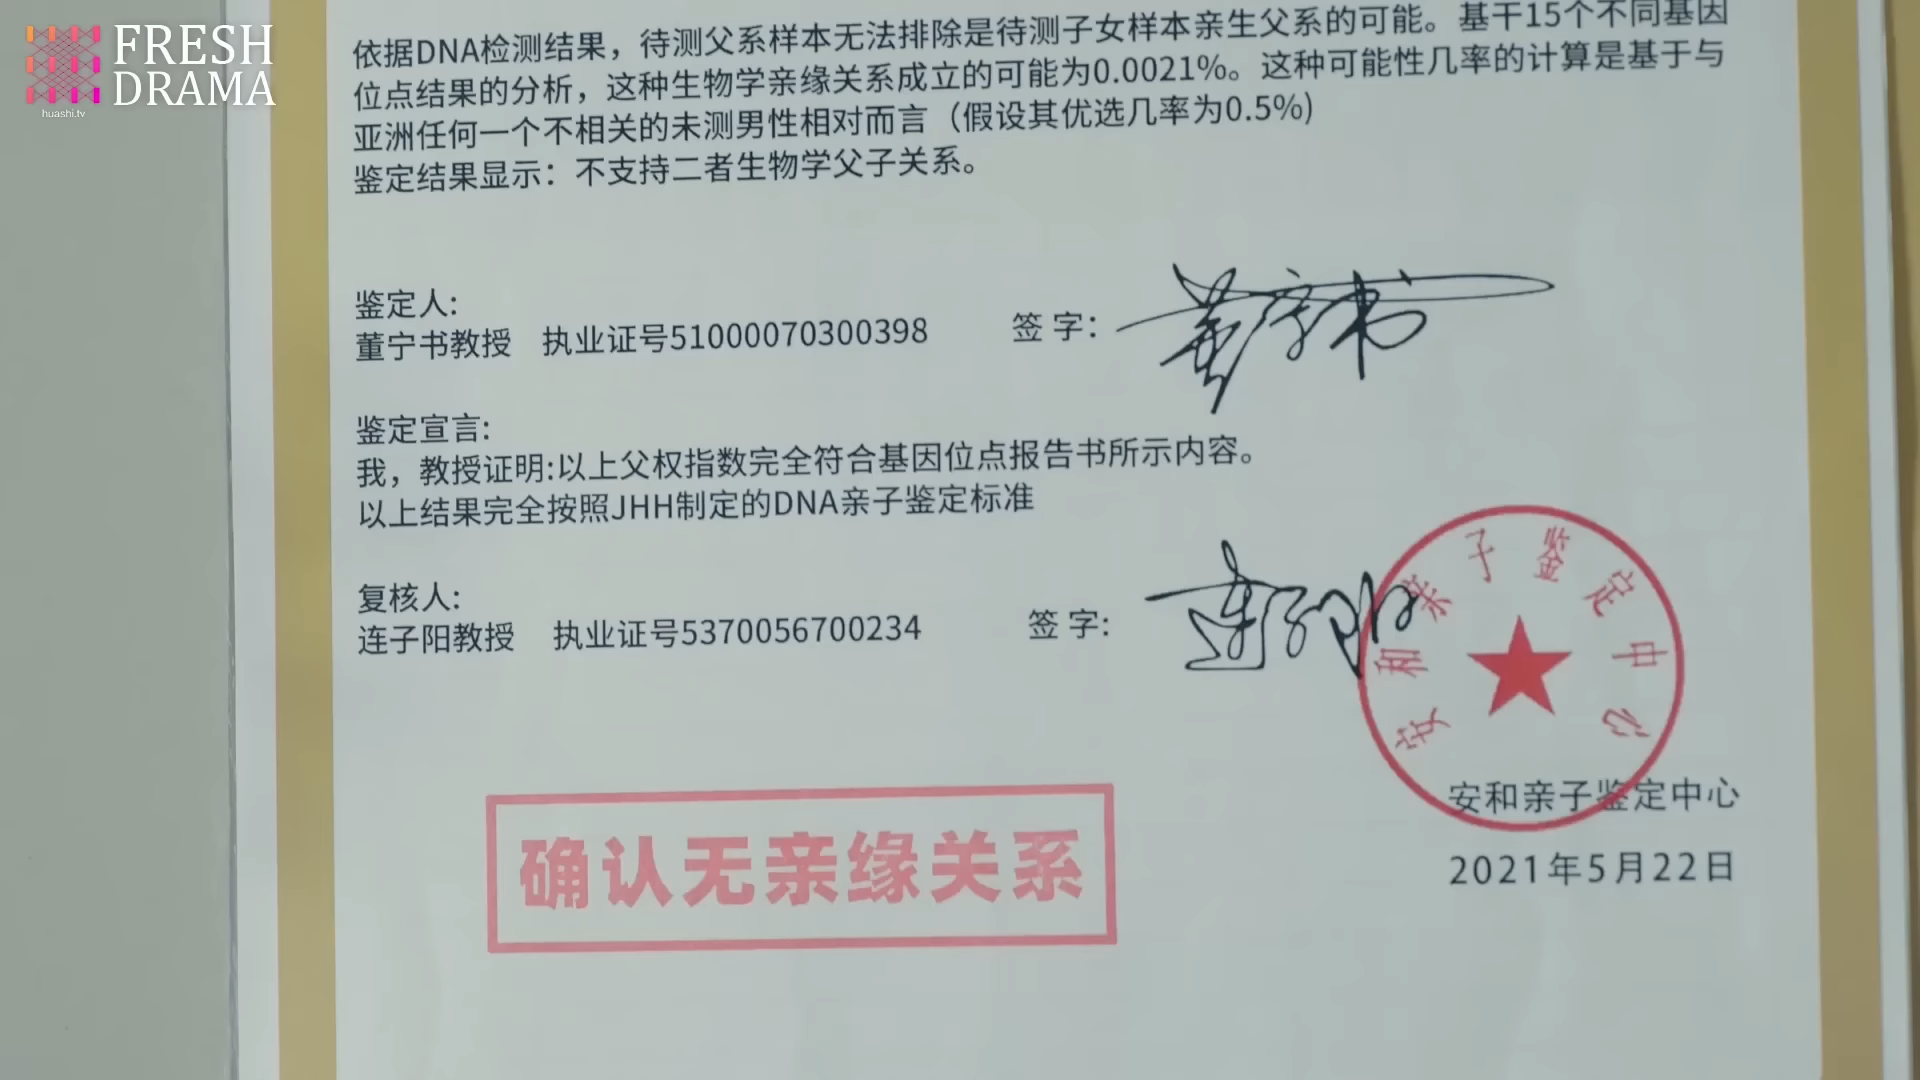 FRESH
DRAMA
huashi.tv
依据DNA检测结果，待测父系样本无法排除是待测子女样本亲生父系的可能。基干15个不同基因
位点结果的分析，这种生物学亲缘关系成立的可能为0.0021%。这种可能性几率的计算是基于与
亚洲任何一个不相关的未测男性相对而言（假设其优选几率为0.5%)
鉴定结果显示：不支持二者生物学父子关系。
鉴定人:
董宁书教授 执业证号51000070300398 签 字: 董宁书
鉴定宣言:
我，教授证明:以上父权指数完全符合基因位点报告书所示内容。
以上结果完全按照JHH制定的DNA亲子鉴定标准
复核人:
连子阳教授 执业证号5370056700234 签 字: 连子阳
安和亲子鉴定中心
安和亲子鉴定中心
2021年5月22日
确认无亲缘关系